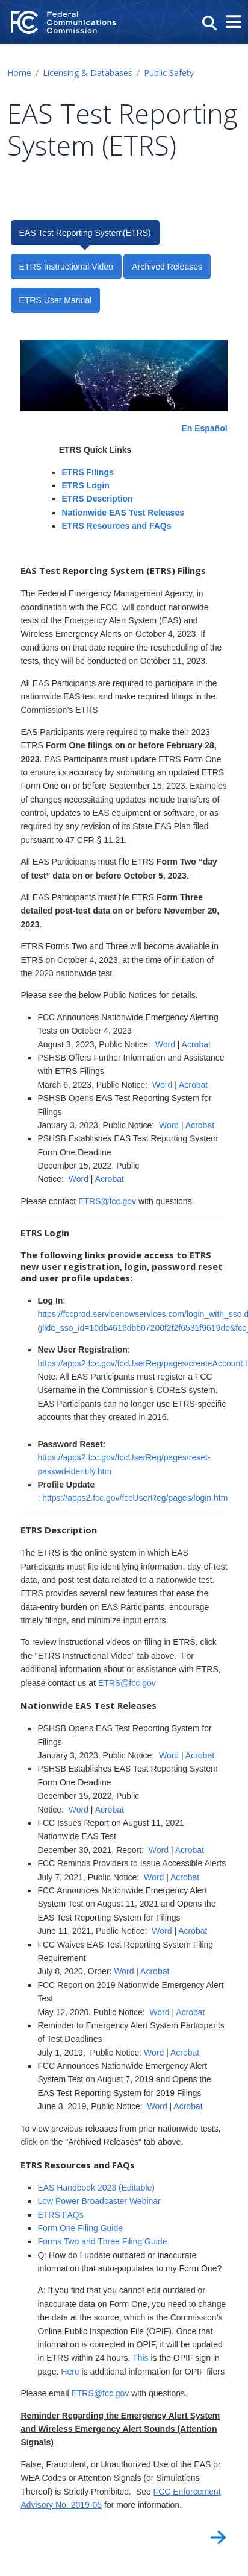 Federal
Communications
Commission
Home / Licensing & Databases / Public Safety
EAS Test Reporting System
(ETRS)
EAS Test Reporting System(ETRS)
ETRS Instructional Video
Archived Releases
ETRS User Manual
En Español
ETRS Quick Links
ETRS Filings
ETRS Login
ETRS Description
Nationwide EAS Test Releases
ETRS Resources and FAQs
EAS Test Reporting System (ETRS) Filings
The Federal Emergency Management Agency, in
coordination with the FCC, will conduct nationwide
tests of the Emergency Alert System (EAS) and
Wireless Emergency Alerts on October 4, 2023. If
conditions on that date require the rescheduling of the
tests, they will be conducted on October 11, 2023.
All EAS Participants are required to participate in the
nationwide EAS test and make required filings in the
Commission's ETRS
EAS Participants were required to make their 2023
ETRS Form One filings on or before February 28,
2023. EAS Participants must update ETRS Form One
to ensure its accuracy by submitting an updated ETRS
Form One on or before September 15, 2023. Examples
of changes necessitating updates include transfers of
control, updates to EAS equipment or software, or as
required by any revision of its State EAS Plan filed
pursuant to 47 CFR § 11.21.
All EAS Participants must file ETRS Form Two “day
of test” data on or before October 5, 2023.
All EAS Participants must file ETRS Form Three
detailed post-test data on or before November 20,
2023.
ETRS Forms Two and Three will become available in
ETRS on October 4, 2023, at the time of initiation of
the 2023 nationwide test.
Please see the below Public Notices for details.
FCC Announces Nationwide Emergency Alerting
Tests on October 4, 2023
August 3, 2023, Public Notice: Word | Acrobat
PSHSB Offers Further Information and Assistance
with ETRS Filings
March 6, 2023, Public Notice: Word | Acrobat
PSHSB Opens EAS Test Reporting System for
Filings
January 3, 2023, Public Notice: Word | Acrobat
PSHSB Establishes EAS Test Reporting System
Form One Deadline
December 15, 2022, Public
Notice: Word | Acrobat
Please contact ETRS@fcc.gov with questions.
ETRS Login
The following links provide access to ETRS
new user registration, login, password reset
and user profile updates:
Log In:
https://fccprod.servicenowservices.com/login_with_sso.d
glide_sso_id=10db4616dbb07200f2f2f6531f9619de&fcc_
New User Registration:
https://apps2.fcc.gov/fccUserReg/pages/createAccount.h
Note: All EAS Participants must register a FCC
Username in the Commission's CORES system.
EAS Participants can no longer use ETRS-specific
accounts that they created in 2016.
Password Reset:
https://apps2.fcc.gov/fccUserReg/pages/reset-
passwd-identify.htm
Profile Update
: https://apps2.fcc.gov/fccUserReg/pages/login.htm
ETRS Description
The ETRS is the online system in which EAS
Participants must file identifying information, day-of-test
data, and post-test data related to a nationwide test.
ETRS provides several new features that ease the
data-entry burden on EAS Participants, encourage
timely filings, and minimize input errors.
To review instructional videos on filing in ETRS, click
the "ETRS Instructional Video" tab above. For
additional information about or assistance with ETRS,
please contact us at ETRS@fcc.gov
Nationwide EAS Test Releases
PSHSB Opens EAS Test Reporting System for
Filings
January 3, 2023, Public Notice: Word | Acrobat
PSHSB Establishes EAS Test Reporting System
Form One Deadline
December 15, 2022, Public
Notice: Word | Acrobat
FCC Issues Report on August 11, 2021
Nationwide EAS Test
December 30, 2021, Report: Word | Acrobat
FCC Reminds Providers to Issue Accessible Alerts
July 7, 2021, Public Notice: Word | Acrobat
FCC Announces Nationwide Emergency Alert
System Test on August 11, 2021 and Opens the
EAS Test Reporting System for Filings
June 11, 2021, Public Notice: Word | Acrobat
FCC Waives EAS Test Reporting System Filing
Requirement
July 8, 2020, Order: Word | Acrobat
FCC Report on 2019 Nationwide Emergency Alert
Test
May 12, 2020, Public Notice: Word | Acrobat
Reminder to Emergency Alert System Participants
of Test Deadlines
July 1, 2019, Public Notice: Word | Acrobat
FCC Announces Nationwide Emergency Alert
System Test on August 7, 2019 and Opens the
EAS Test Reporting System for 2019 Filings
June 3, 2019, Public Notice: Word | Acrobat
To view previous releases from prior nationwide tests,
click on the "Archived Releases" tab above.
ETRS Resources and FAQs
EAS Handbook 2023 (Editable)
Low Power Broadcaster Webinar
ETRS FAQs
Form One Filing Guide
Forms Two and Three Filing Guide
Q: How do I update outdated or inaccurate
information that auto-populates to my Form One?
A: If you find that you cannot edit outdated or
inaccurate data on Form One, you need to change
the data at the source, which is the Commission's
Online Public Inspection File (OPIF). Once that
information is corrected in OPIF, it will be updated
in ETRS within 24 hours. This is the OPIF sign in
page. Here is additional information for OPIF filers
Please email ETRS@fcc.gov with questions.
Reminder Regarding the Emergency Alert System
and Wireless Emergency Alert Sounds (Attention
Signals)
False, Fraudulent, or Unauthorized Use of the EAS or
WEA Codes or Attention Signals (or Simulations
Thereof) is Strictly Prohibited. See FCC Enforcement
Advisory No. 2019-05 for more information.